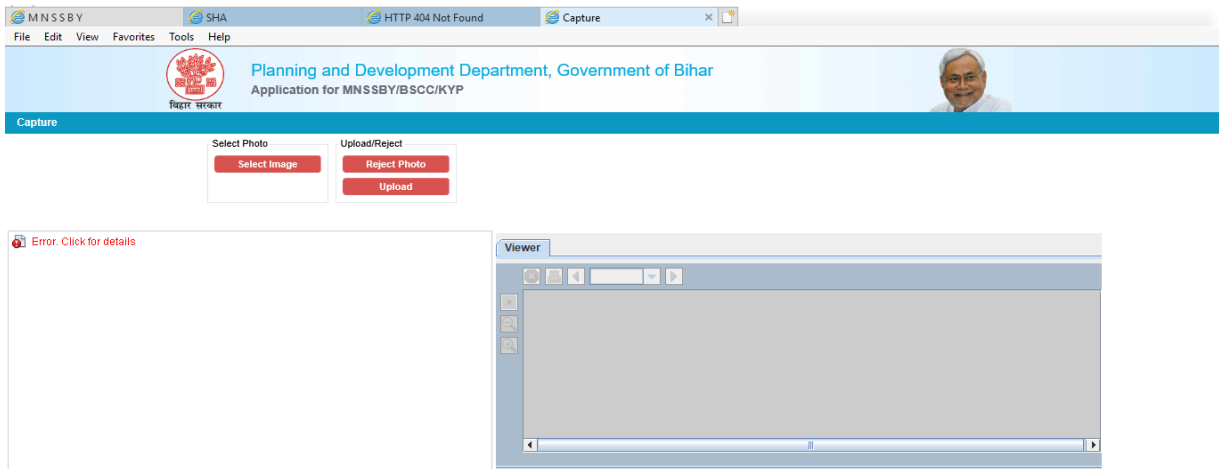 M N S S B Y
SHA
HTTP 404 Not Found
Capture
File Edit View Favorites Tools Help
Planning and Development Department, Government of Bihar
Application for MNSSBY/BSCC/KYP
बिहार सरकार
Capture
Select Photo
Upload/Reject
Select Image
Reject Photo
Upload
Error. Click for details
Viewer